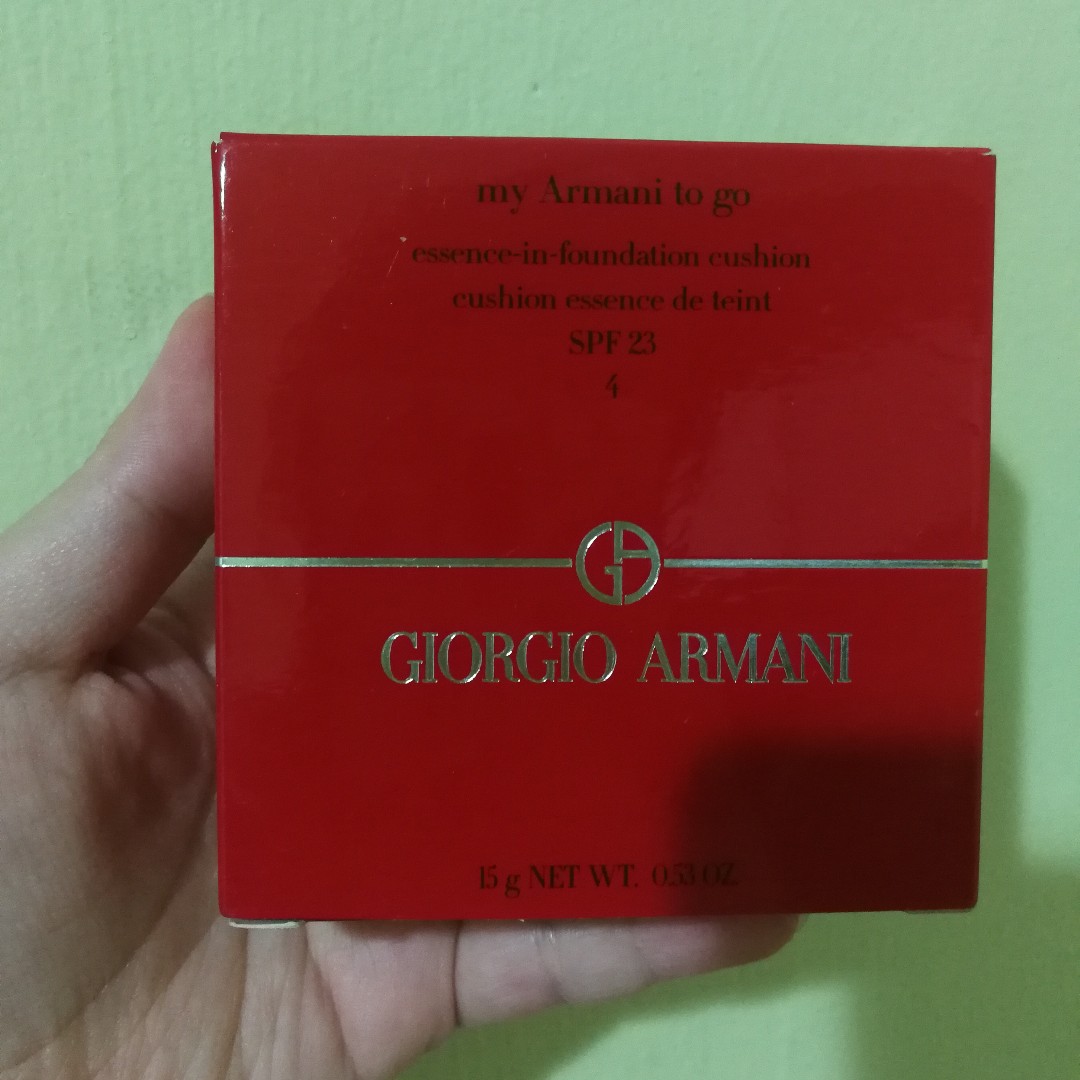 my Armani to go
essence-in-foundation cushion
cushion essence de teint
SPF 23
4
GA
GIORGIO ARMANI
15 g NET WT. 0.53 OZ.